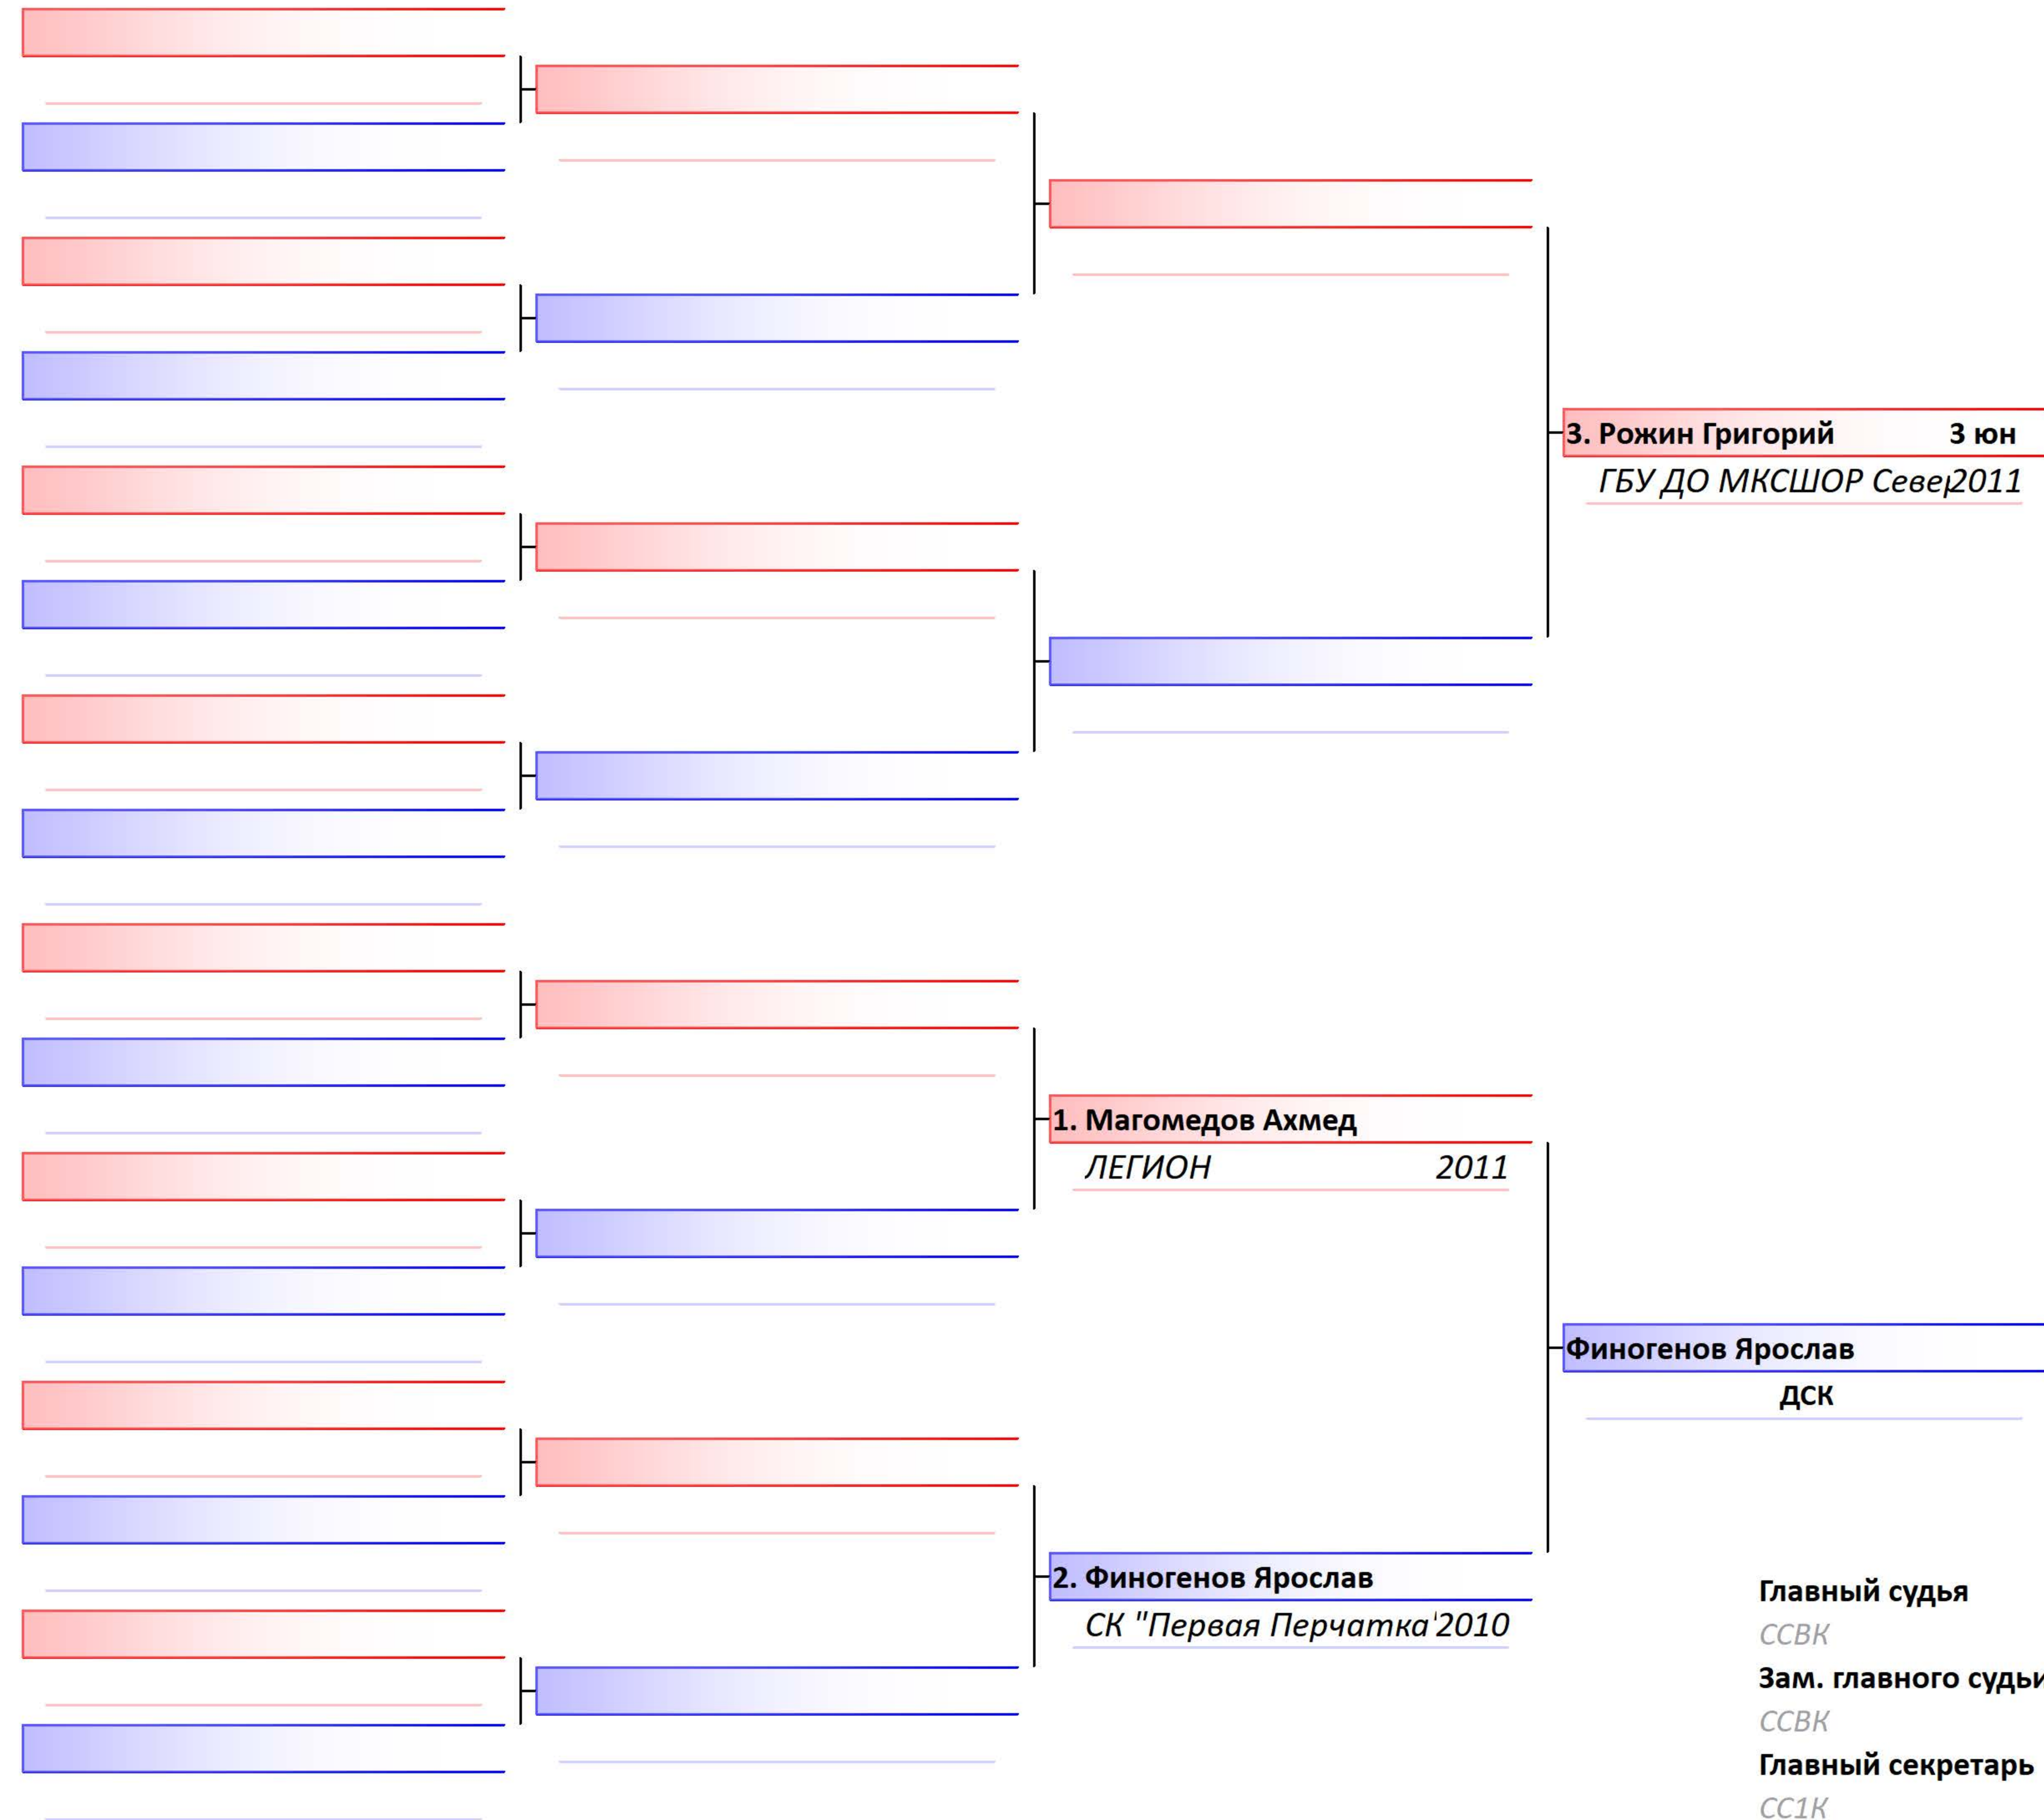 3. Рожин Григорий 3 юн
ГБУ ДО МКСШОР Север 2011
1. Магомедов Ахмед
ЛЕГИОН 2011
Финогенов Ярослав
ДСК
2. Финогенов Ярослав
СК "Первая Перчатка" 2010
Главный судья
ССВК
Зам. главного судьи
ССВК
Главный секретарь
СС1К